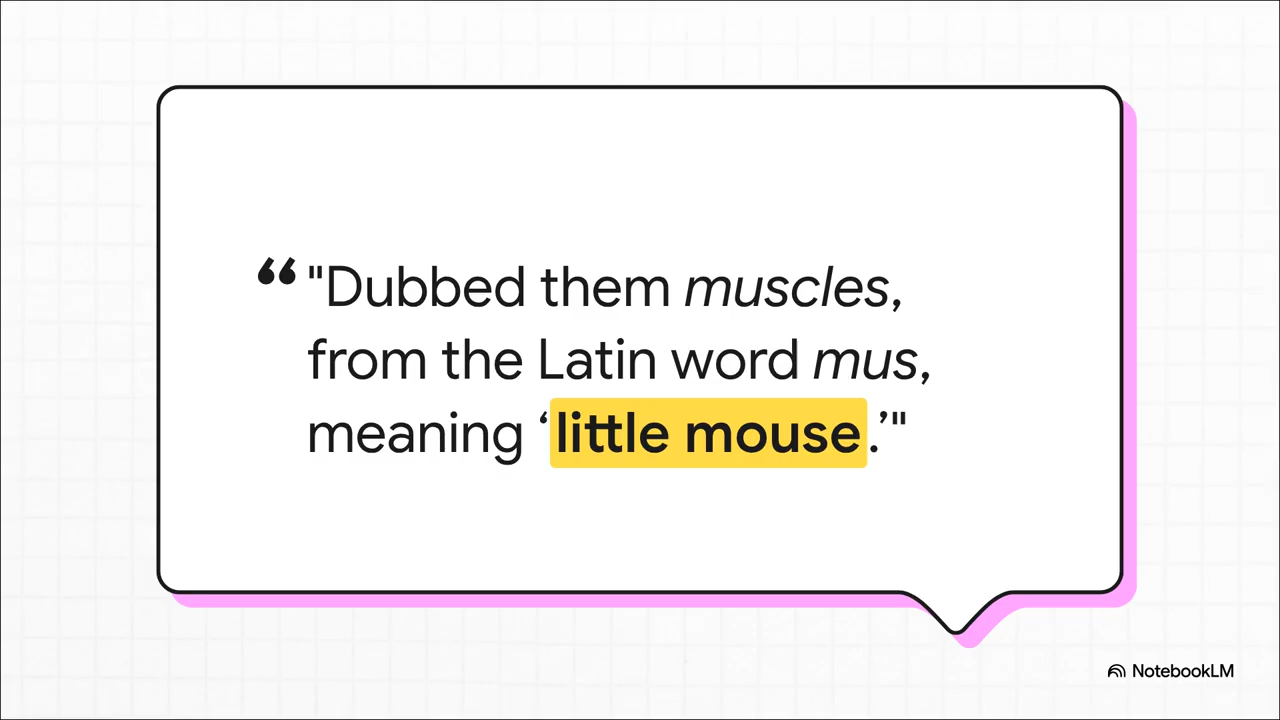 “ "Dubbed them muscles,
from the Latin word mus,
meaning ‘little mouse.’"
NotebookLM